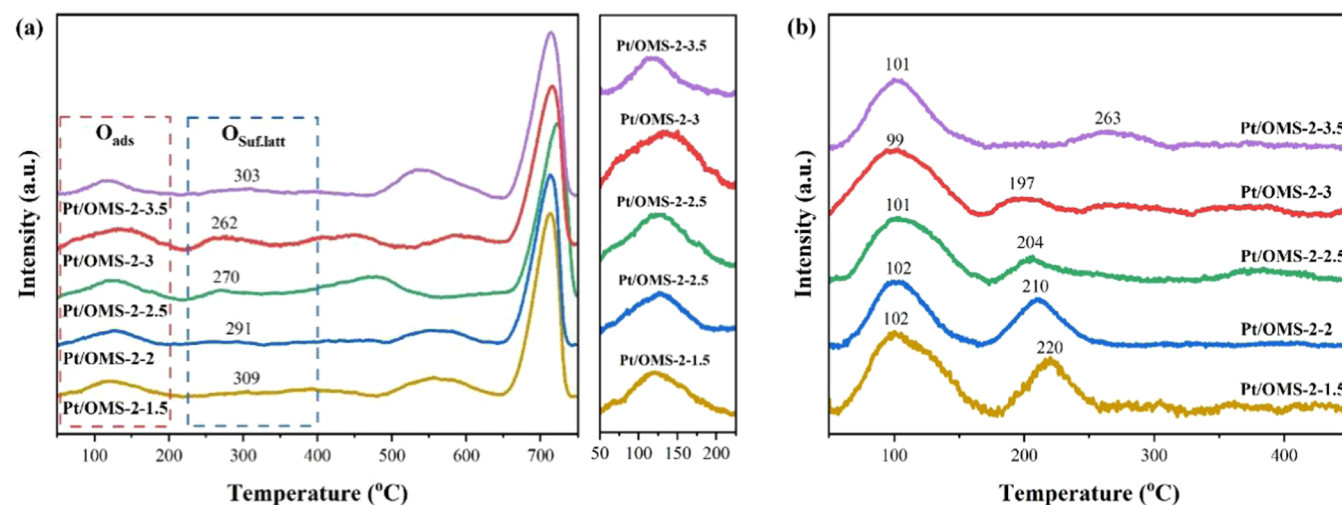 (a)
Intensity (a.u.)
O_ads
O_Suf.latt
303
Pt/OMS-2-3.5
262
Pt/OMS-2-3
270
Pt/OMS-2-2.5
291
Pt/OMS-2-2
309
Pt/OMS-2-1.5
100 200 300 400 500 600 700
Temperature (°C)
Pt/OMS-2-3.5
Pt/OMS-2-3
Pt/OMS-2-2.5
Pt/OMS-2-2.5
Pt/OMS-2-1.5
50 100 150 200
(b)
Intensity (a.u.)
101
263
Pt/OMS-2-3.5
99
197
Pt/OMS-2-3
101
204
Pt/OMS-2-2.5
102
210
Pt/OMS-2-2
102
220
Pt/OMS-2-1.5
100 200 300 400
Temperature (°C)